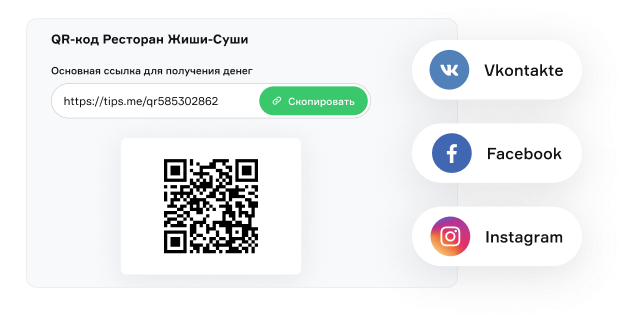 QR-код Ресторан Жиши-Суши
Основная ссылка для получения денег
https://tips.me/qr585302862
Скопировать
Vkontakte
Facebook
Instagram